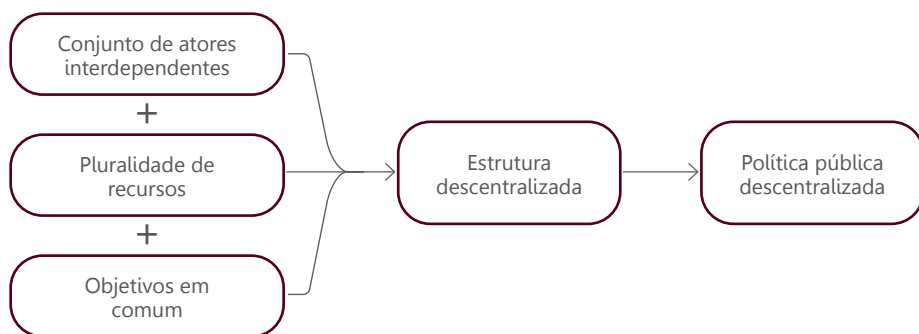 Conjunto de atores
interdependentes
+
Pluralidade de
recursos
+
Objetivos em
comum
Estrutura
descentralizada
Política pública
descentralizada